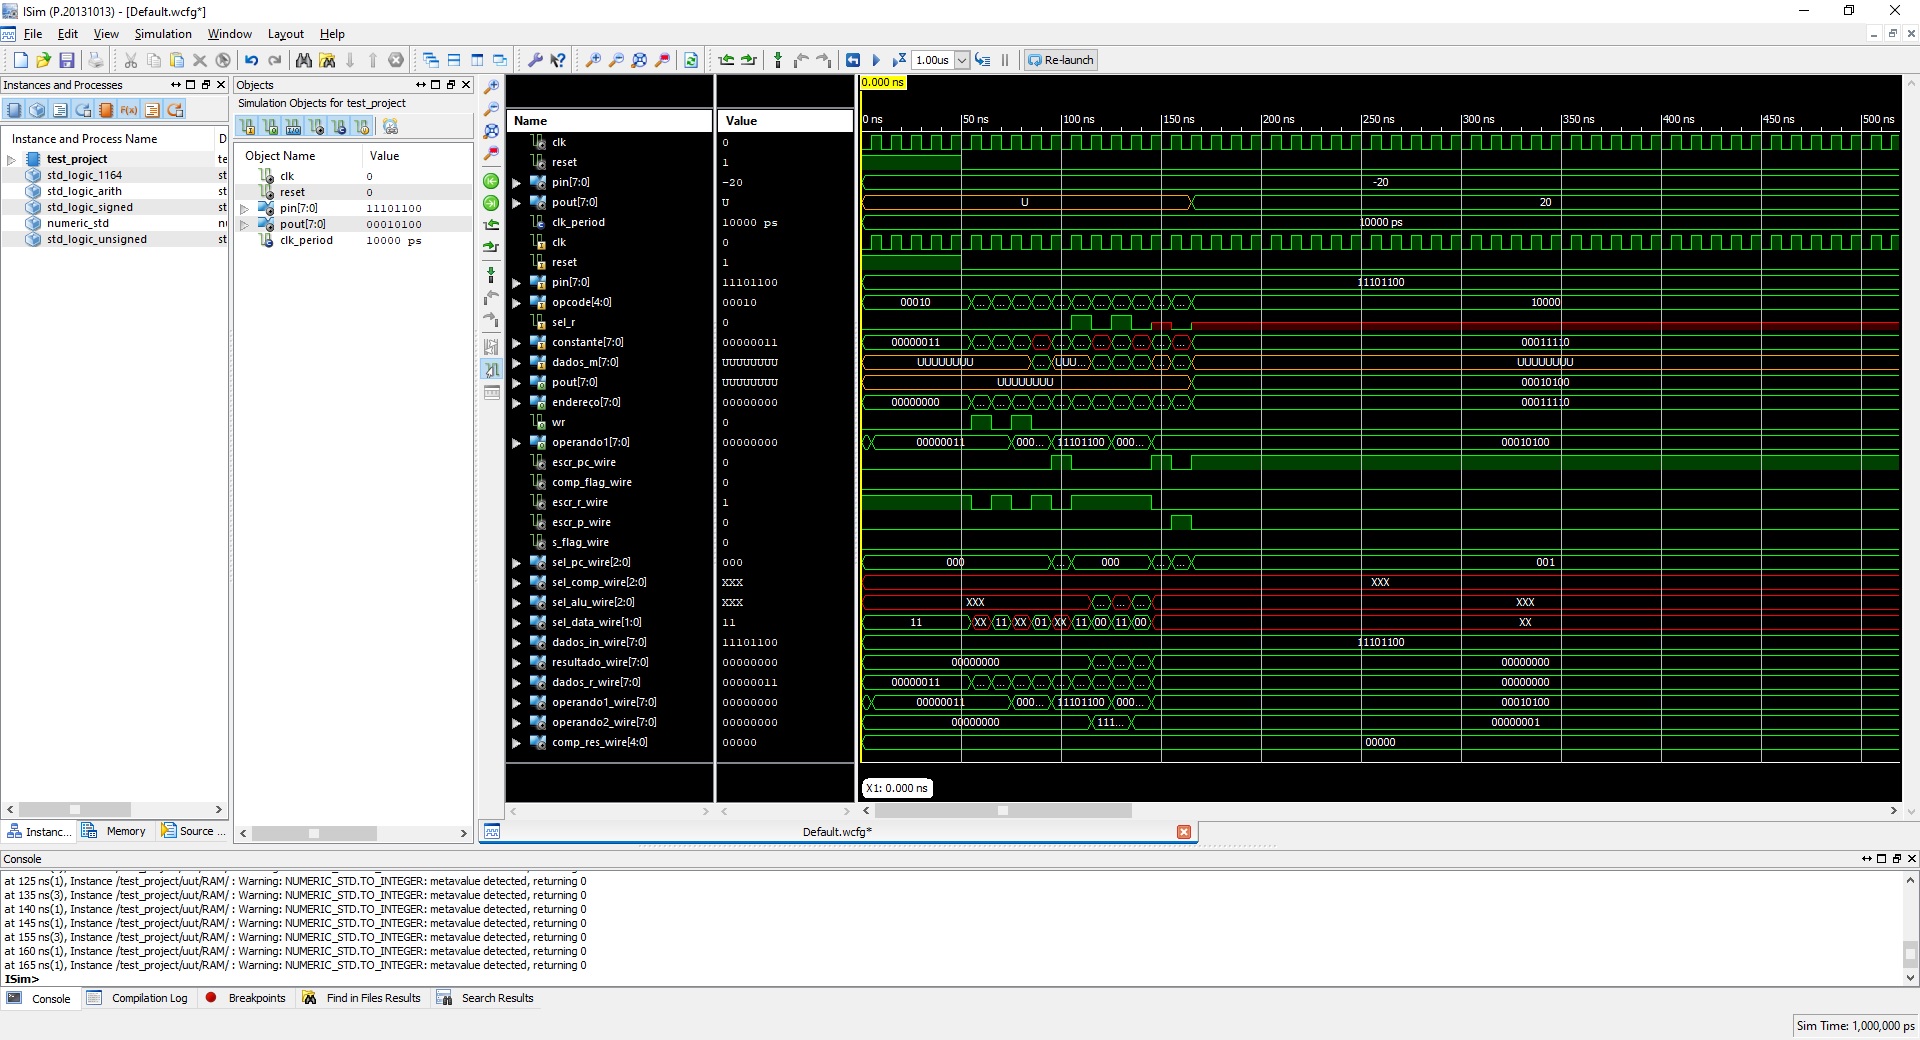 ISim (P.20131013) - [Default.wcfg*]
File Edit View Simulation Window Layout Help
1.00us Re-launch
Instances and Processes
Instance and Process Name D
test_project te
std_logic_1164 st
std_logic_arith st
std_logic_signed st
numeric_std nu
std_logic_unsigned st
Instanc... Memory Source ...
Objects
Simulation Objects for test_project
Object Name Value
clk 0
reset 0
pin[7:0] 11101100
pout[7:0] 00010100
clk_period 10000 ps
0.000 ns
Name Value 0 ns 50 ns 100 ns 150 ns 200 ns 250 ns 300 ns 350 ns 400 ns 450 ns 500 ns
clk 0
reset 1
pin[7:0] -20 -20
pout[7:0] U U 20
clk_period 10000 ps 10000 ps
clk 0
reset 1
pin[7:0] 11101100 11101100
opcode[4:0] 00010 00010 ... ... ... ... ... ... ... ... ... ... ... 10000
sel_r 0
constante[7:0] 00000011 00000011 ... ... ... ... ... ... ... ... ... ... ... 00011110
dados_m[7:0] UUUUUUUU UUUUUUUU ... UUU... ... ... ... ... ... UUUUUUUU
pout[7:0] UUUUUUUU UUUUUUUU 00010100
endereço[7:0] 00000000 00000000 ... ... ... ... ... ... ... ... ... ... ... 00011110
wr 0
operando1[7:0] 00000000 00000011 000... 11101100 000... 00010100
escr_pc_wire 0
comp_flag_wire 0
escr_r_wire 1
escr_p_wire 0
s_flag_wire 0
sel_pc_wire[2:0] 000 000 ... 000 ... ... 001
sel_comp_wire[2:0] XXX XXX
sel_alu_wire[2:0] XXX XXX ... ... ... XXX
sel_data_wire[1:0] 11 11 XX 11 XX 01 XX 11 00 11 00 XX
dados_in_wire[7:0] 11101100 11101100
resultado_wire[7:0] 00000000 00000000 ... ... ... 00000000
dados_r_wire[7:0] 00000011 00000011 ... ... ... ... ... ... ... ... ... 00000000
operando1_wire[7:0] 00000000 00000011 000... 11101100 000... 00010100
operando2_wire[7:0] 00000000 00000000 111... 00000001
comp_res_wire[4:0] 00000 00000
X1: 0.000 ns
Default.wcfg*
Console
at 125 ns(1), Instance /test_project/uut/RAM/ : Warning: NUMERIC_STD.TO_INTEGER: metavalue detected, returning 0
at 135 ns(3), Instance /test_project/uut/RAM/ : Warning: NUMERIC_STD.TO_INTEGER: metavalue detected, returning 0
at 140 ns(1), Instance /test_project/uut/RAM/ : Warning: NUMERIC_STD.TO_INTEGER: metavalue detected, returning 0
at 145 ns(1), Instance /test_project/uut/RAM/ : Warning: NUMERIC_STD.TO_INTEGER: metavalue detected, returning 0
at 155 ns(3), Instance /test_project/uut/RAM/ : Warning: NUMERIC_STD.TO_INTEGER: metavalue detected, returning 0
at 160 ns(1), Instance /test_project/uut/RAM/ : Warning: NUMERIC_STD.TO_INTEGER: metavalue detected, returning 0
at 165 ns(1), Instance /test_project/uut/RAM/ : Warning: NUMERIC_STD.TO_INTEGER: metavalue detected, returning 0
ISim>
Console Compilation Log Breakpoints Find in Files Results Search Results
Sim Time: 1,000,000 ps